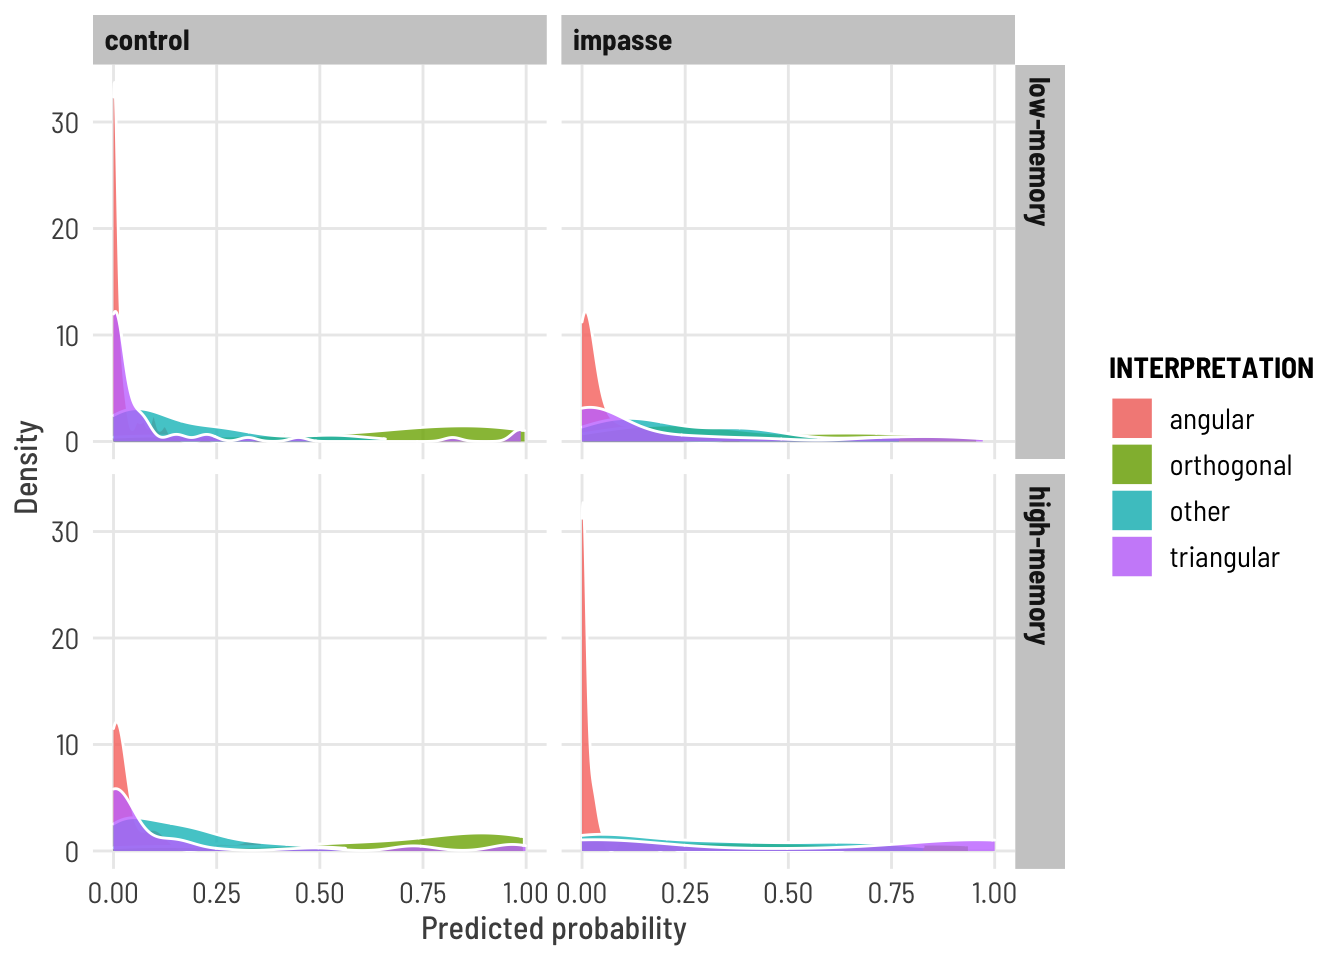 control
impasse
low-memory
high-memory
30
20
10
0
30
20
10
0
Density
0.00 0.25 0.50 0.75 1.00 0.00 0.25 0.50 0.75 1.00
Predicted probability
INTERPRETATION
angular
orthogonal
other
triangular